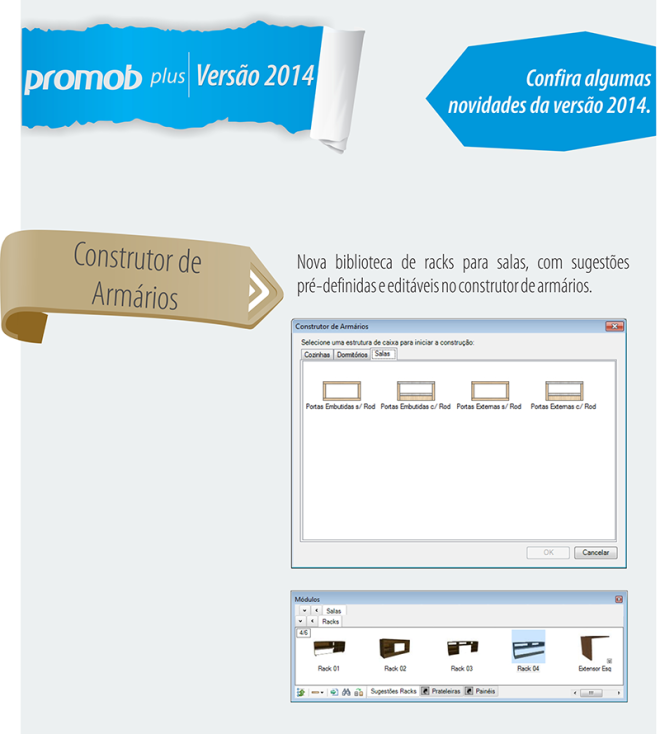 promob plus Versão 2014
Confira algumas
novidades da versão 2014.
Construtor de
Armários
Nova biblioteca de racks para salas, com sugestões
pré-definidas e editáveis no construtor de armários.
Construtor de Armários
Selecione uma estrutura de caixa para iniciar a construção:
Cozinhas Dormitórios Salas
Portas Embutidas s/ Rod Portas Embutidas c/ Rod Portas Externas s/ Rod Portas Externas c/ Rod
OK Cancelar
Módulos
Salas
Racks
4/5
Rack 01 Rack 02 Rack 03 Rack 04 Extensor Esq
Sugestões Racks Prateleiras Painéis